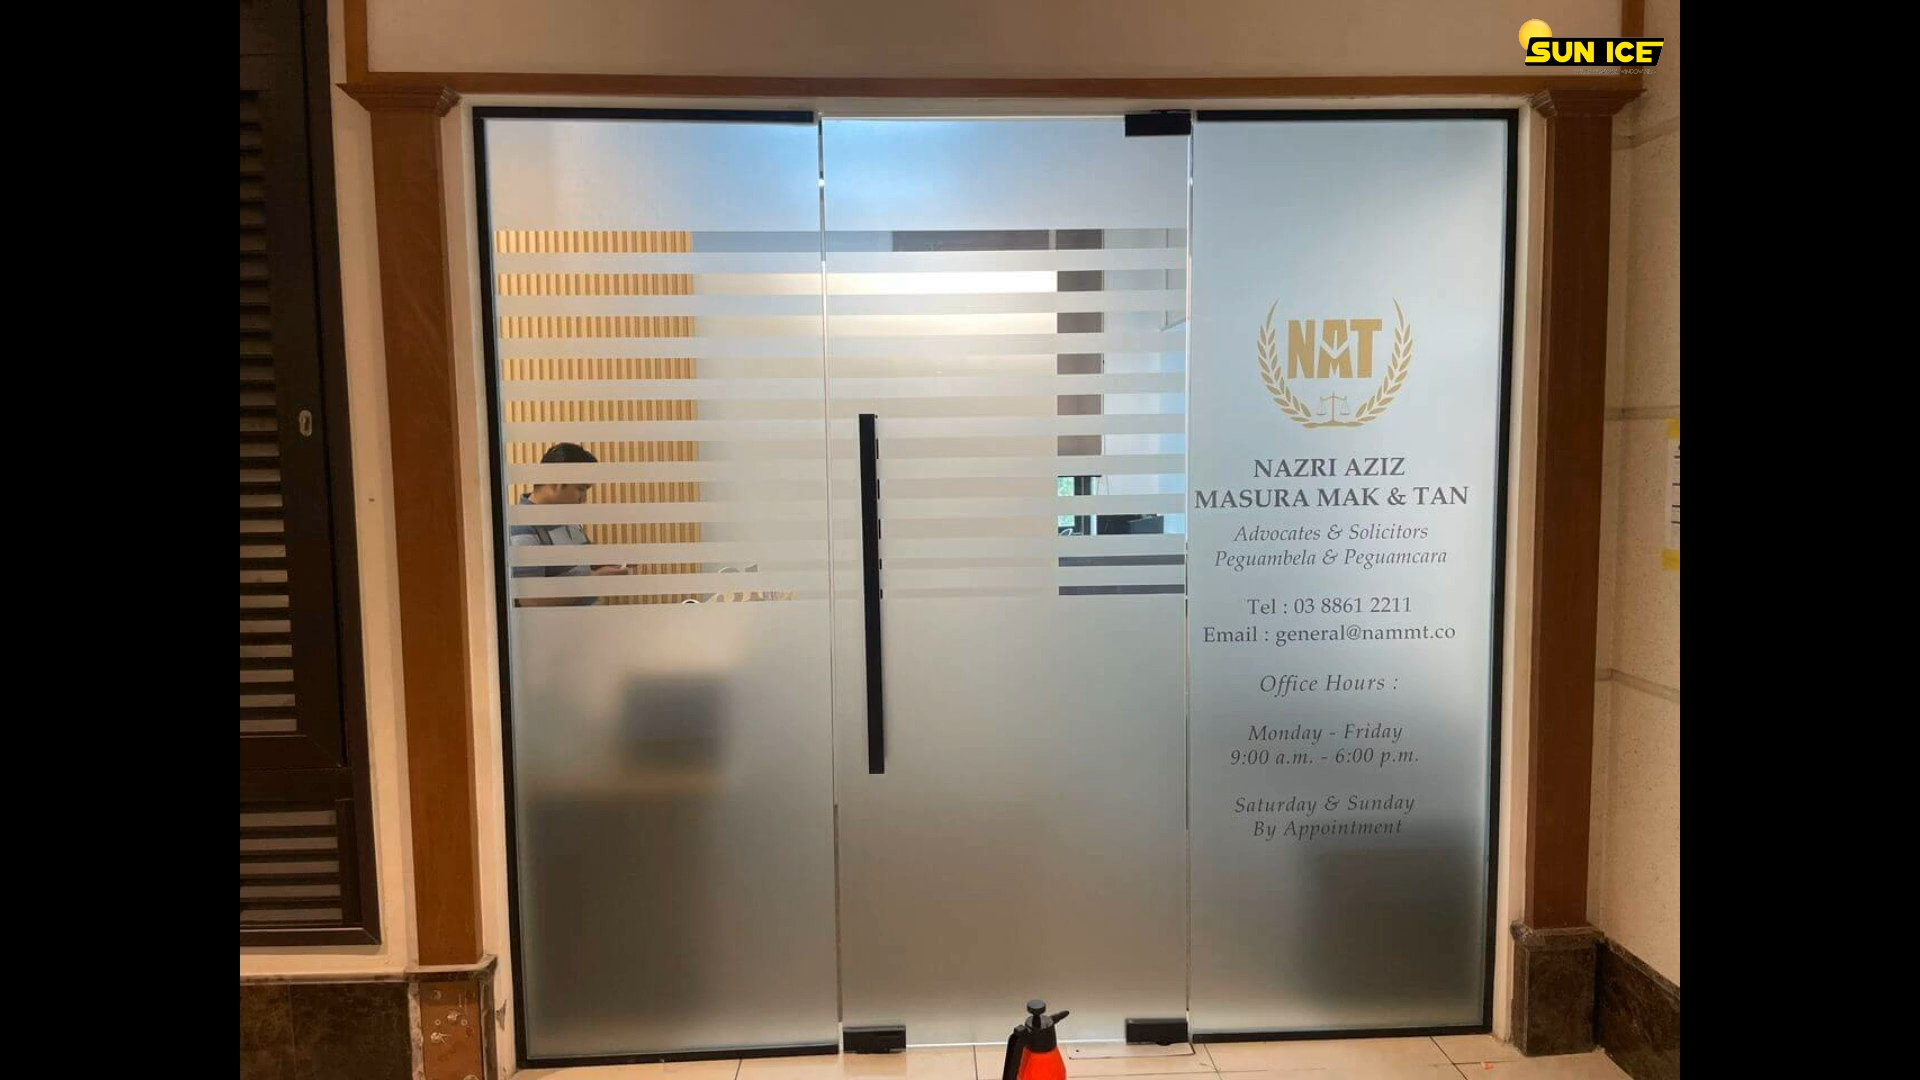 SUN ICE
NAT
NAZRI AZIZ
MASURA MAK & TAN
Advocates & Solicitors
Peguambela & Peguamcara
Tel : 03 8861 2211
Email : general@nammt.co
Office Hours :
Monday - Friday
9:00 a.m. - 6:00 p.m.
Saturday & Sunday
By Appointment